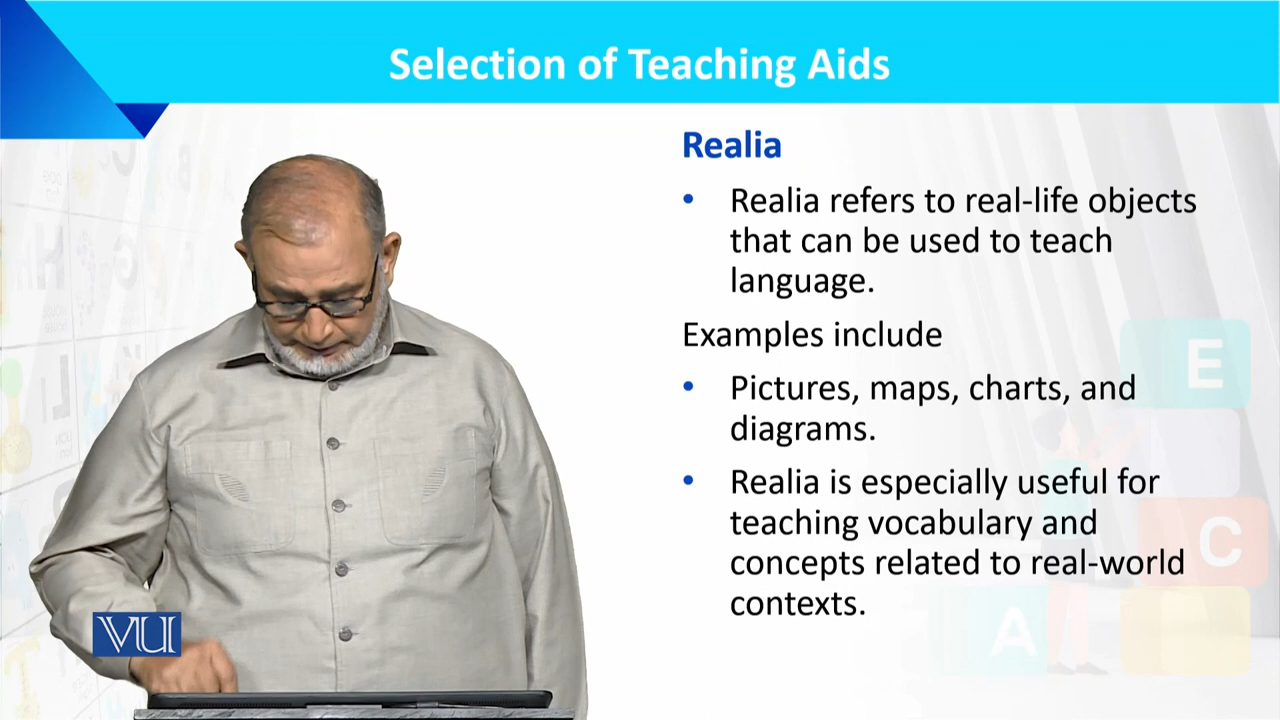 Selection of Teaching Aids
Realia
• Realia refers to real-life objects
that can be used to teach
language.
Examples include
• Pictures, maps, charts, and
diagrams.
• Realia is especially useful for
teaching vocabulary and
concepts related to real-world
contexts.
E
C
A
VU